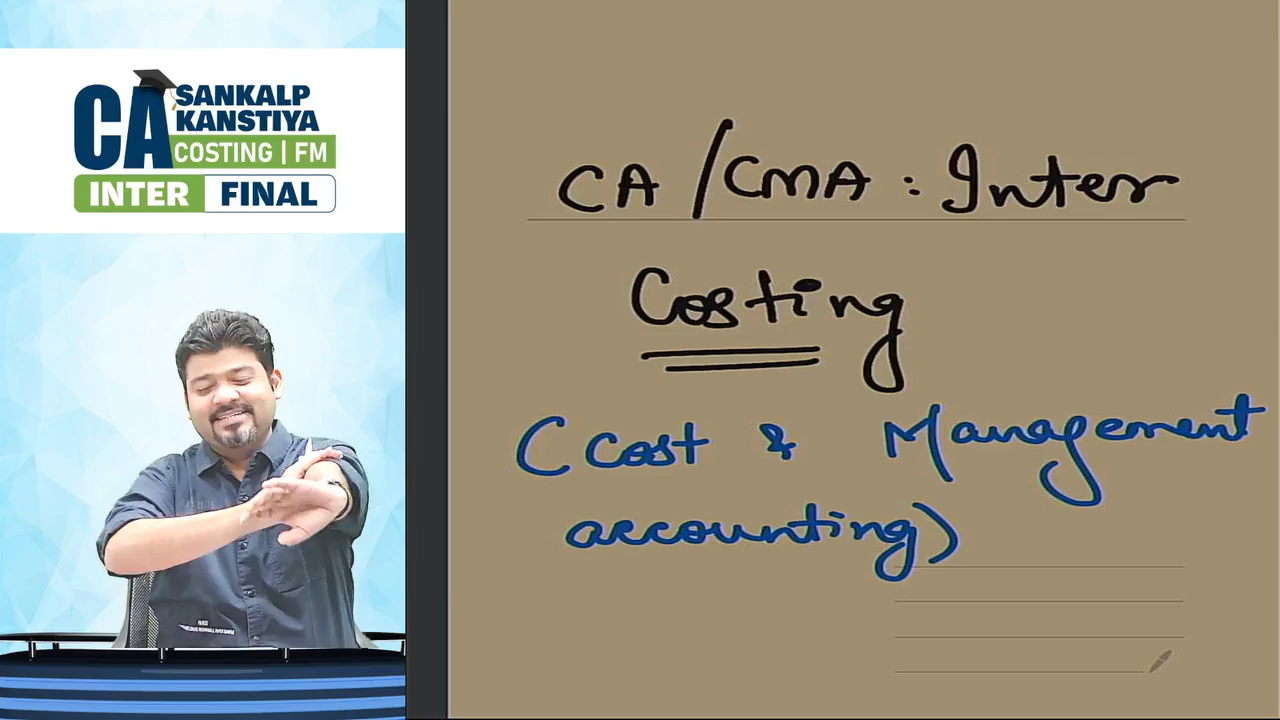 CA SANKALP
KANSTIYA
COSTING | FM
INTER FINAL
CA/CMA : Inter
Costing
(Cost & Management
accounting)